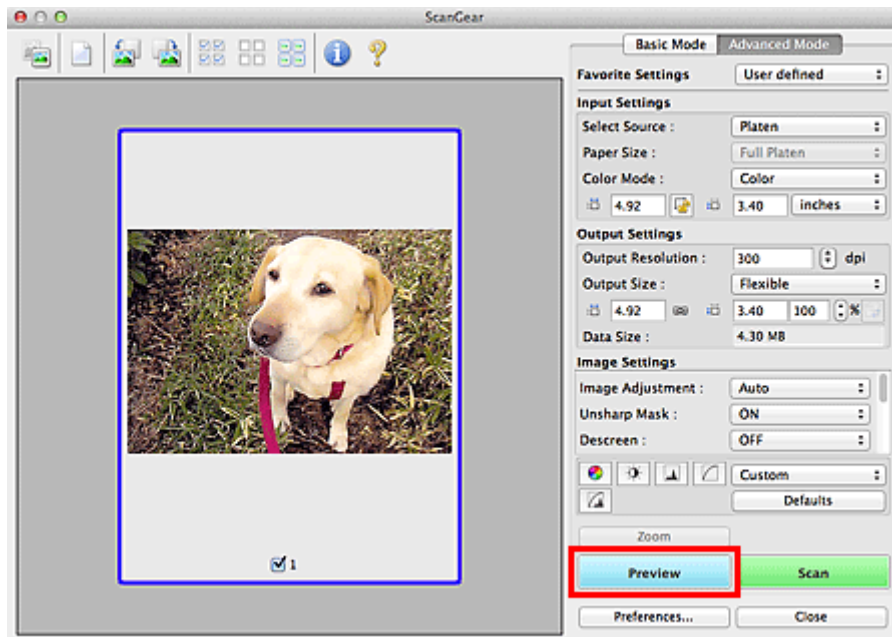 ScanGear
Basic Mode Advanced Mode
Favorite Settings User defined
Input Settings
Select Source : Platen
Paper Size : Full Platen
Color Mode : Color
4.92 3.40 inches
Output Settings
Output Resolution : 300 dpi
Output Size : Flexible
4.92 3.40 100 %
Data Size : 4.30 MB
Image Settings
Image Adjustment : Auto
Unsharp Mask : ON
Descreen : OFF
Custom
Defaults
Zoom
1
Preview Scan
Preferences... Close